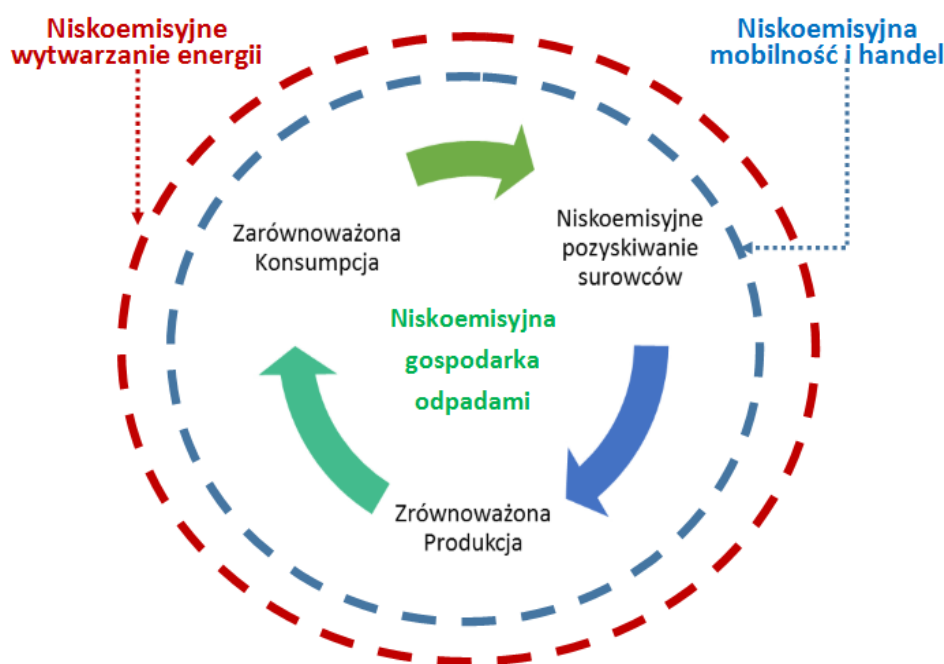 Niskoemisyjne
wytwarzanie energii
Niskoemisyjna
mobilność i handel
Zarównoważona
Konsumpcja
Niskoemisyjne
pozyskiwanie
surowców
Niskoemisyjna
gospodarka
odpadami
Zrównoważona
Produkcja